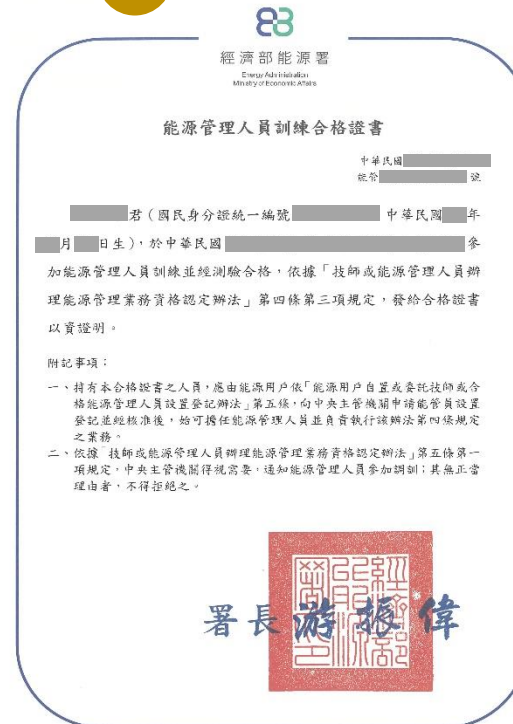 經濟部能源署
Energy Administration
Ministry of Economic Affairs
能源管理人員訓練合格證書
中華民國
能管 號
君(國民身分證統一編號 中華民國 年
月 日生),於中華民國 參
加能源管理人員訓練並經測驗合格,依據「技師或能源管理人員辦
理能源管理業務資格認定辦法」第四條第三項規定,發給合格證書
以資證明。
附記事項:
一、持有本合格證書之人員,應由能源用戶依「能源用戶自置或委託技師或合
格能源管理人員設置登記辦法」第五條,向中央主管機關申請能管員設置
登記並經核准後,始可擔任能源管理人員並負責執行該辦法第四條規定
之業務。
二、依據「技師或能源管理人員辦理能源管理業務資格認定辦法」第五條第一
項規定,中央主管機關得視需要,通知能源管理人員參加調訓;其無正當
理由者,不得拒絕之。
經濟部能源署印
署長 游振偉